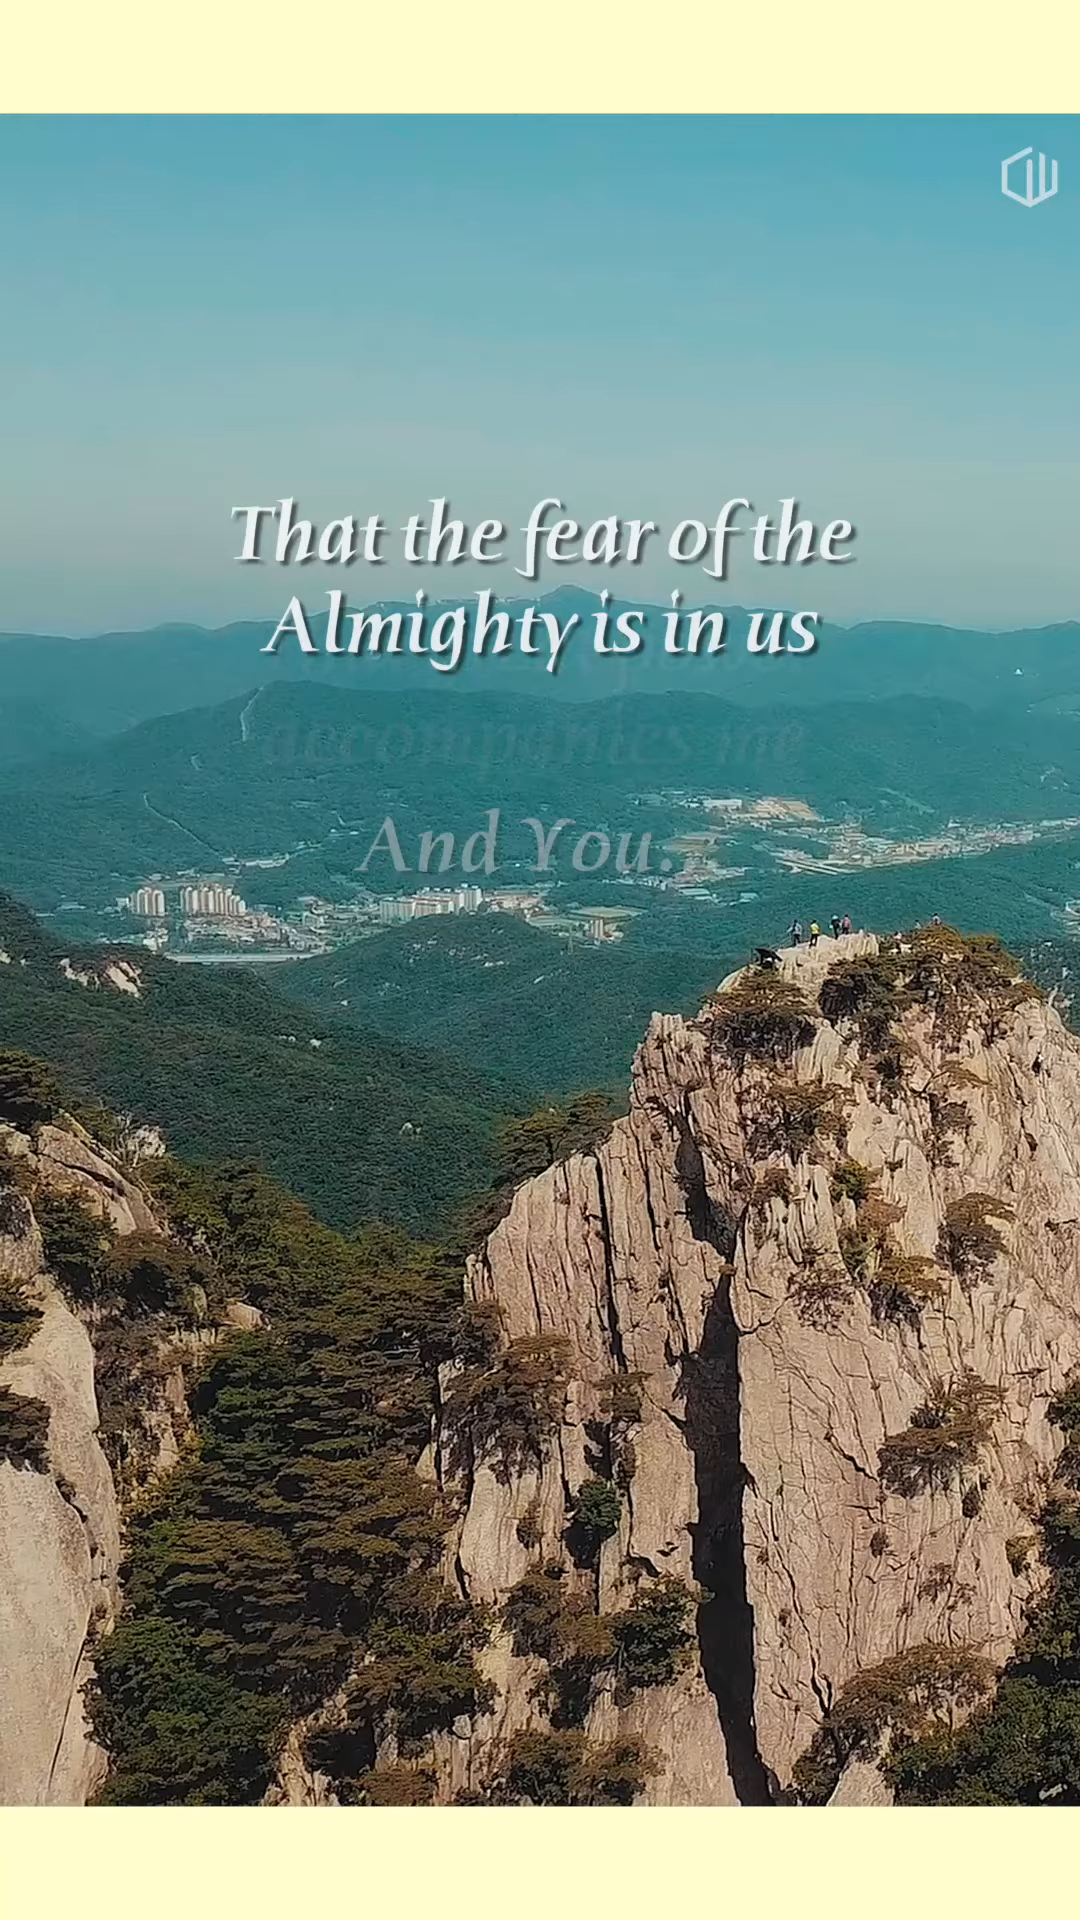 That the fear of the
Almighty is in us
accompanies me
And You.